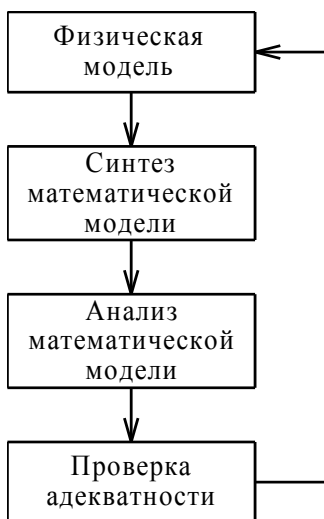 Физическая
модель
Синтез
математической
модели
Анализ
математической
модели
Проверка
адекватности